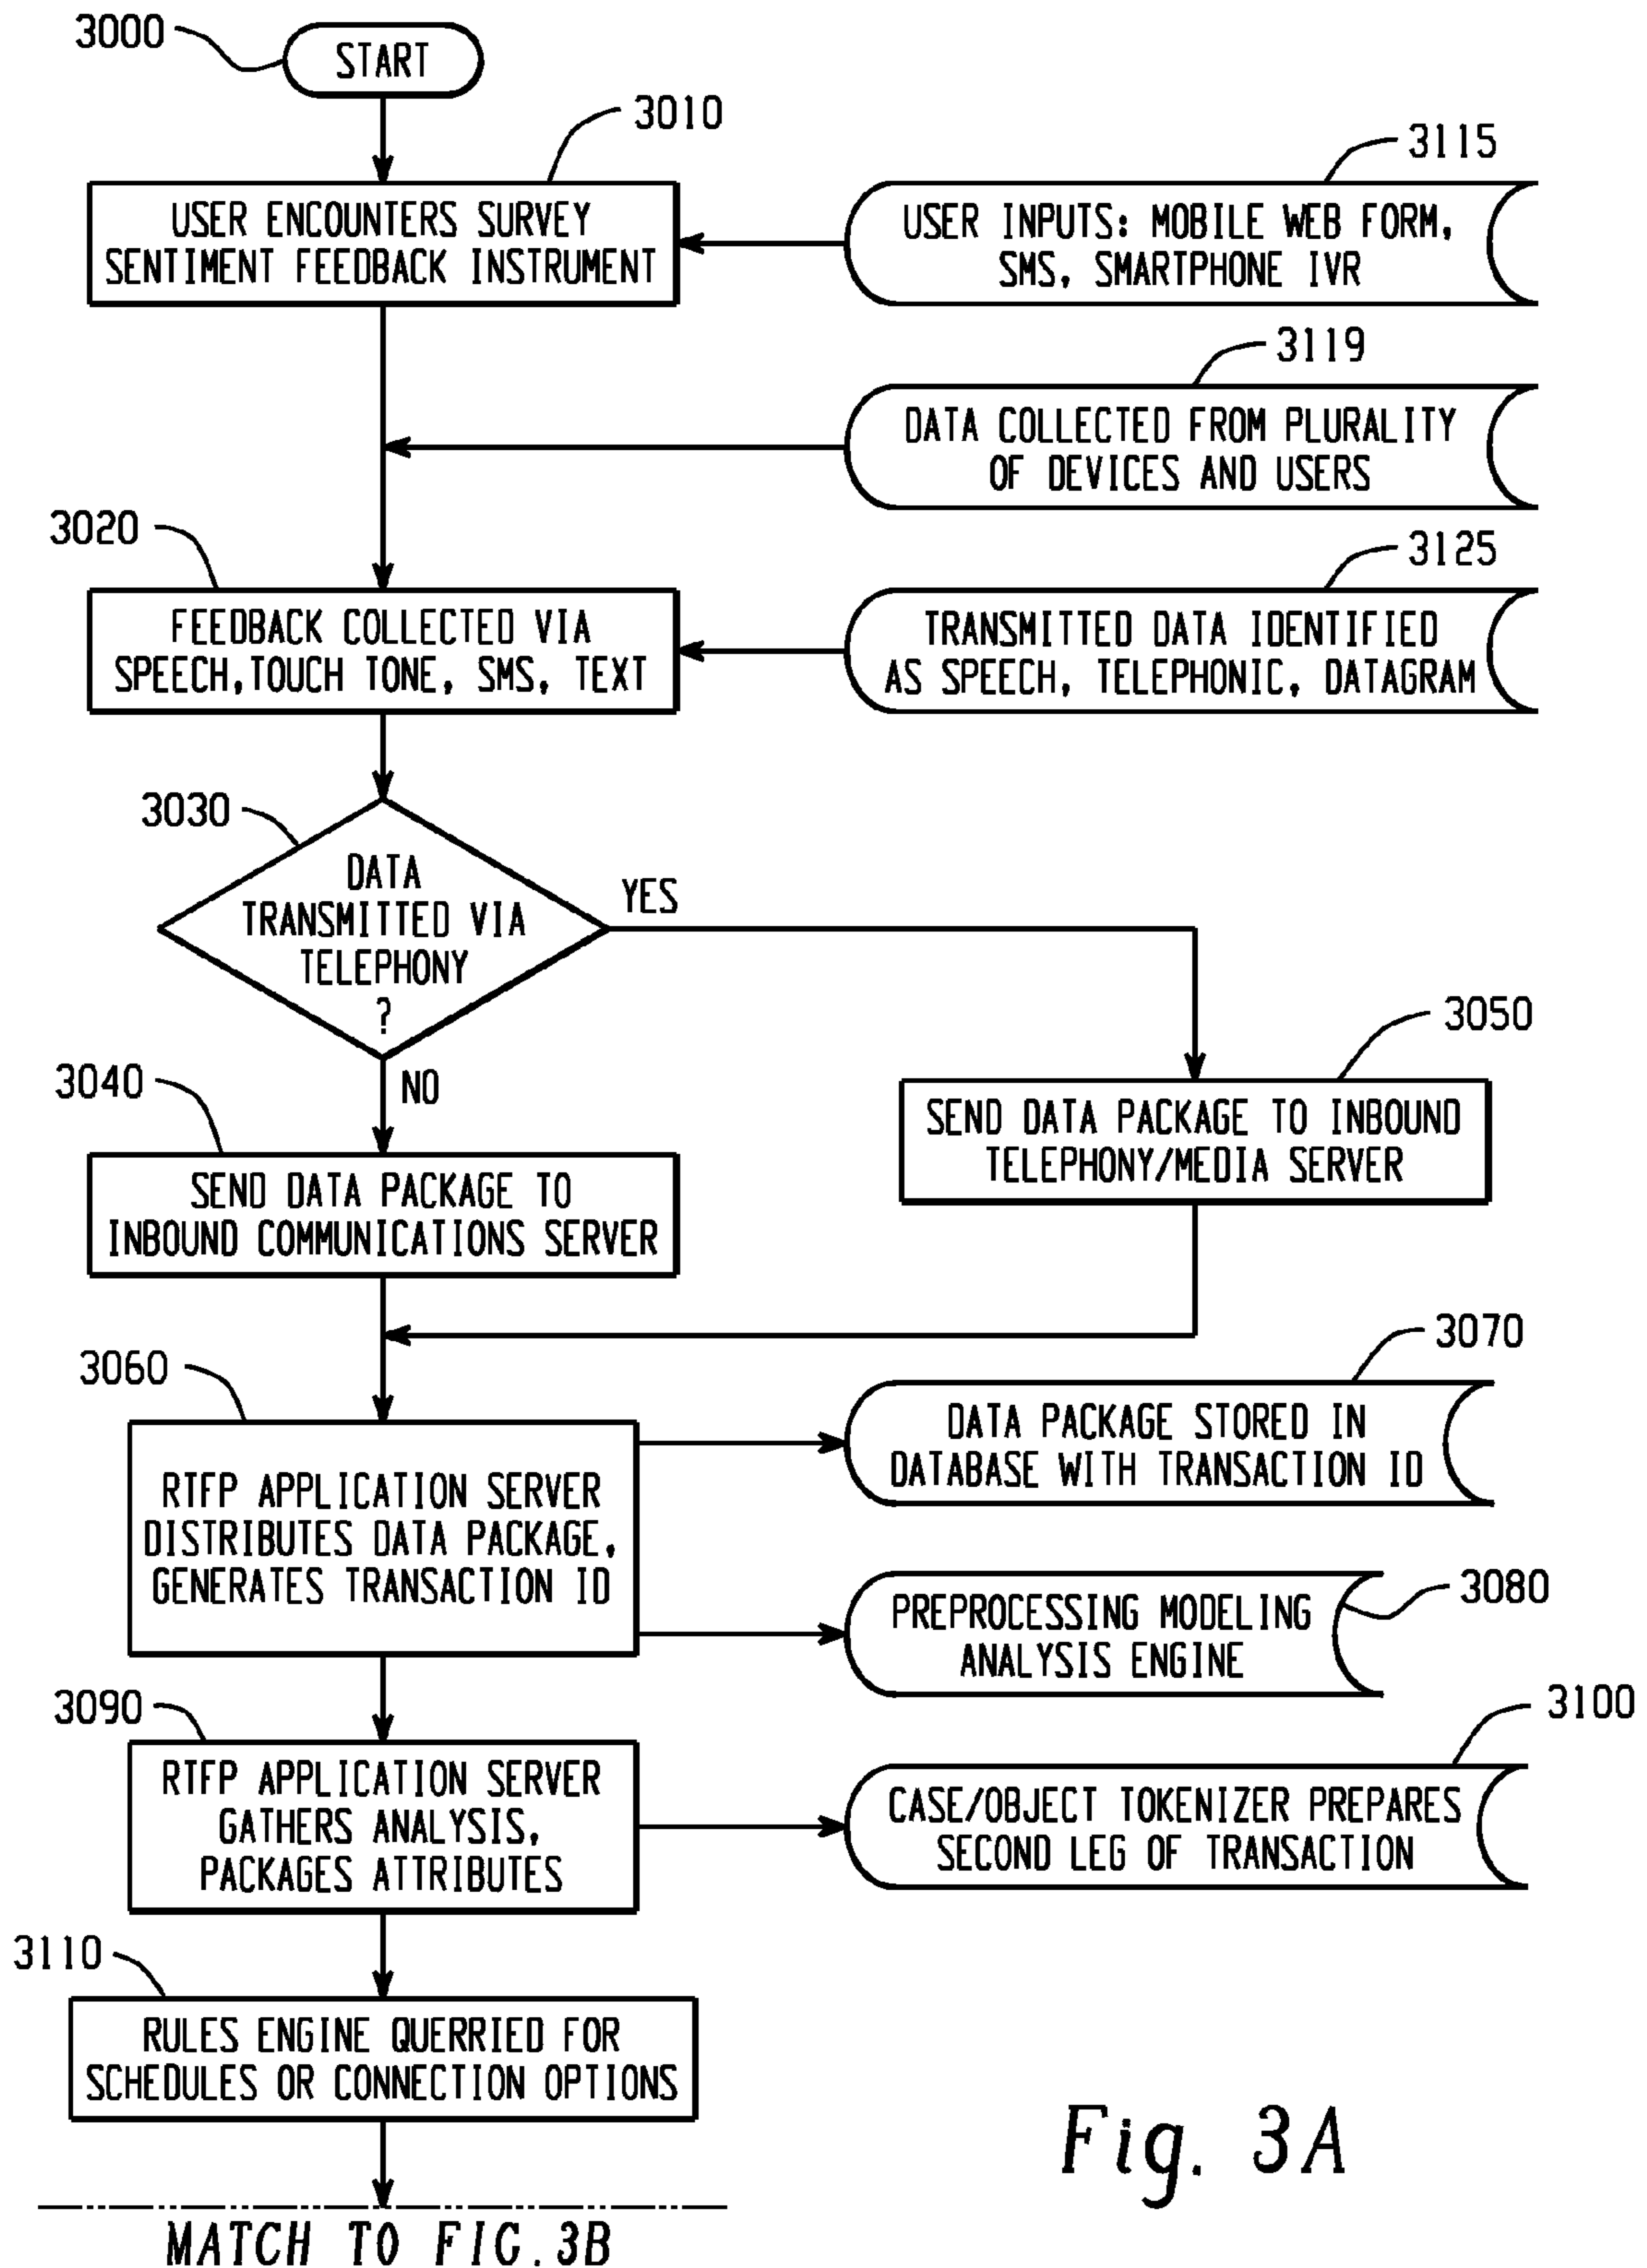 3000
START
3010
USER ENCOUNTERS SURVEY
SENTIMENT FEEDBACK INSTRUMENT
3115
USER INPUTS: MOBILE WEB FORM,
SMS, SMARTPHONE IVR
3119
DATA COLLECTED FROM PLURALITY
OF DEVICES AND USERS
3020
FEEDBACK COLLECTED VIA
SPEECH,TOUCH TONE, SMS, TEXT
3125
TRANSMITTED DATA IDENTIFIED
AS SPEECH, TELEPHONIC, DATAGRAM
3030
DATA
TRANSMITTED VIA
TELEPHONY
?
YES
NO
3040
SEND DATA PACKAGE TO
INBOUND COMMUNICATIONS SERVER
3050
SEND DATA PACKAGE TO INBOUND
TELEPHONY/MEDIA SERVER
3060
RTFP APPLICATION SERVER
DISTRIBUTES DATA PACKAGE,
GENERATES TRANSACTION ID
3070
DATA PACKAGE STORED IN
DATABASE WITH TRANSACTION ID
3080
PREPROCESSING MODELING
ANALYSIS ENGINE
3090
RTFP APPLICATION SERVER
GATHERS ANALYSIS,
PACKAGES ATTRIBUTES
3100
CASE/OBJECT TOKENIZER PREPARES
SECOND LEG OF TRANSACTION
3110
RULES ENGINE QUERRIED FOR
SCHEDULES OR CONNECTION OPTIONS
Fig. 3A
MATCH TO FIG.3B